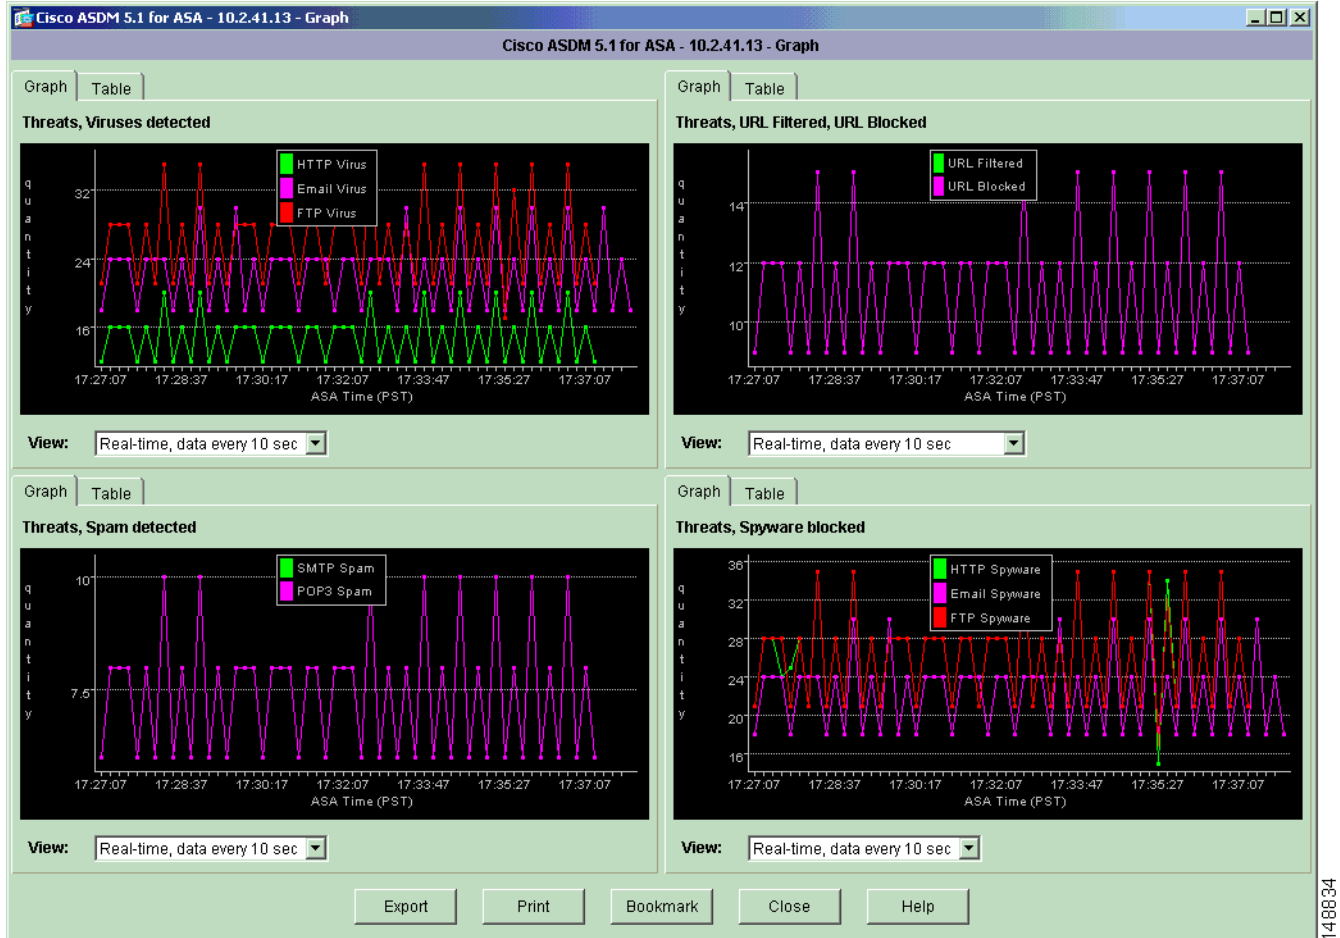 Cisco ASDM 5.1 for ASA - 10.2.41.13 - Graph
Cisco ASDM 5.1 for ASA - 10.2.41.13 - Graph
Graph Table
Threats, Viruses detected
HTTP Virus
Email Virus
FTP Virus
quantity
32
24
16
17:27:07 17:28:37 17:30:17 17:32:07 17:33:47 17:35:27 17:37:07
ASA Time (PST)
View: Real-time, data every 10 sec
Graph Table
Threats, URL Filtered, URL Blocked
URL Filtered
URL Blocked
quantity
14
12
10
17:27:07 17:28:37 17:30:17 17:32:07 17:33:47 17:35:27 17:37:07
ASA Time (PST)
View: Real-time, data every 10 sec
Graph Table
Threats, Spam detected
SMTP Spam
POP3 Spam
quantity
10
7.5
17:27:07 17:28:37 17:30:17 17:32:07 17:33:47 17:35:27 17:37:07
ASA Time (PST)
View: Real-time, data every 10 sec
Graph Table
Threats, Spyware blocked
HTTP Spyware
Email Spyware
FTP Spyware
quantity
36
32
28
24
20
16
17:27:07 17:28:37 17:30:17 17:32:07 17:33:47 17:35:27 17:37:07
ASA Time (PST)
View: Real-time, data every 10 sec
Export Print Bookmark Close Help
148834